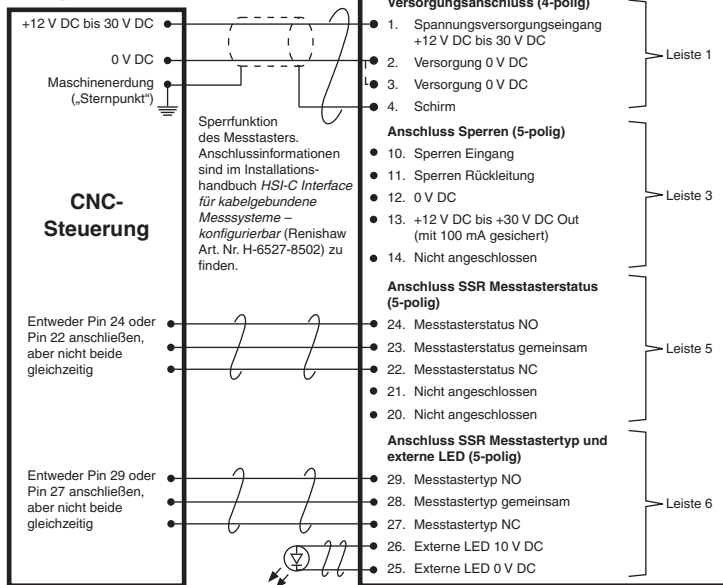 +12 V DC bis 30 V DC
0 V DC
Maschinenerdung
(„Sternpunkt“)
CNC-
Steuerung
Entweder Pin 24 oder
Pin 22 anschließen,
aber nicht beide
gleichzeitig
Entweder Pin 29 oder
Pin 27 anschließen,
aber nicht beide
gleichzeitig
Sperrfunktion
des Messtasters.
Anschlussinformationen
sind im Installations-
handbuch HSI-C Interface
für kabelgebundene
Messsysteme –
konfigurierbar (Renishaw
Art. Nr. H-6527-8502) zu
finden.
Versorgungsanschluss (4-polig)
1. Spannungsversorgungseingang
+12 V DC bis 30 V DC
2. Versorgung 0 V DC
3. Versorgung 0 V DC
4. Schirm
Leiste 1
Anschluss Sperren (5-polig)
10. Sperren Eingang
11. Sperren Rückleitung
12. 0 V DC
13. +12 V DC bis +30 V DC Out
(mit 100 mA gesichert)
14. Nicht angeschlossen
Leiste 3
Anschluss SSR Messtasterstatus
(5-polig)
24. Messtasterstatus NO
23. Messtasterstatus gemeinsam
22. Messtasterstatus NC
21. Nicht angeschlossen
20. Nicht angeschlossen
Leiste 5
Anschluss SSR Messtastertyp und
externe LED (5-polig)
29. Messtastertyp NO
28. Messtastertyp gemeinsam
27. Messtastertyp NC
26. Externe LED 10 V DC
25. Externe LED 0 V DC
Leiste 6